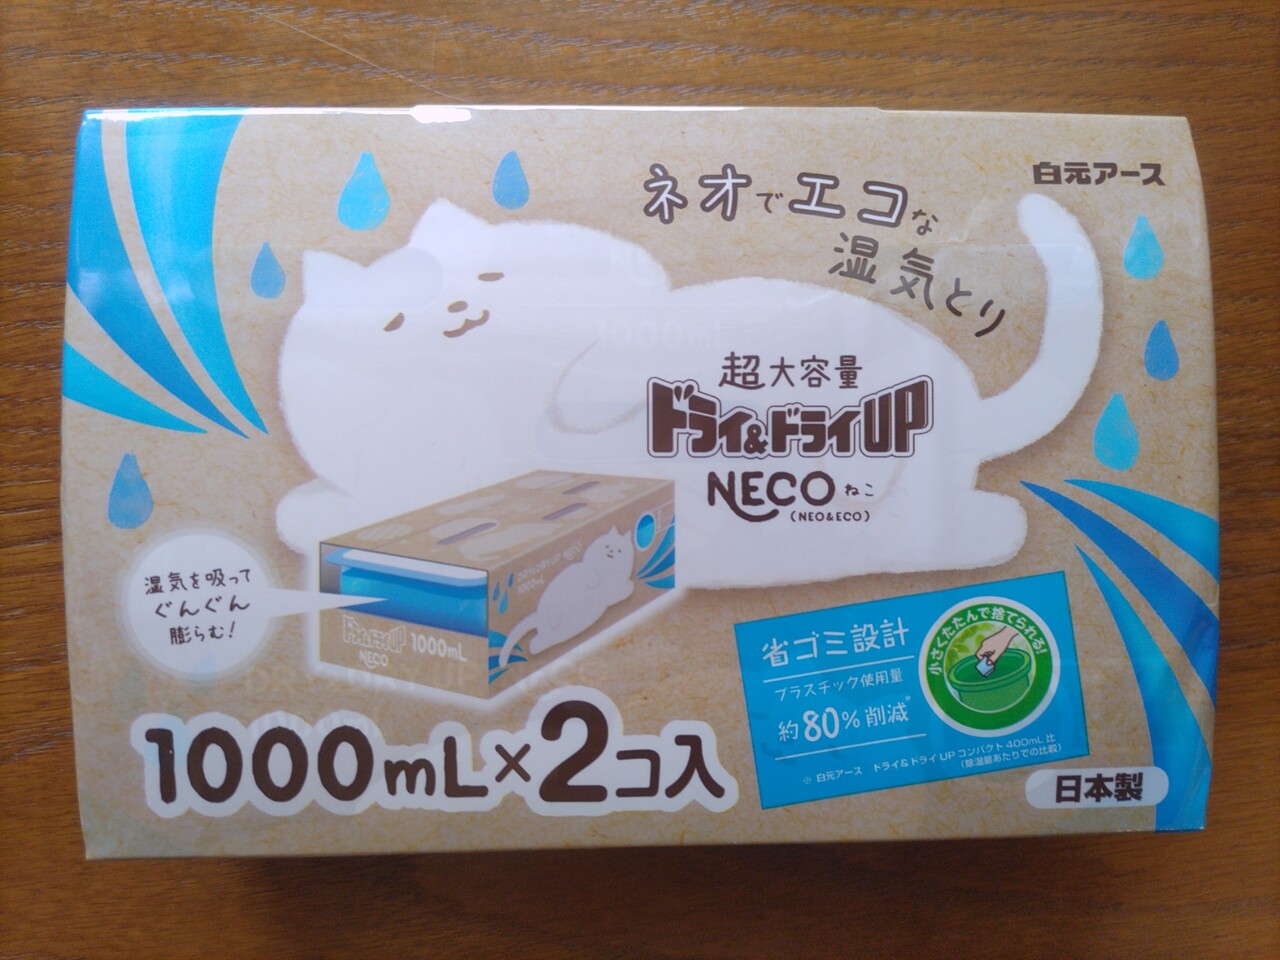 白元アース
ネオでエコな
湿気とり
超大容量
ドライ&ドライUP
NECO ねこ
(NEO&ECO)
湿気を吸って
ぐんぐん
膨らむ!
ドライ&ドライUP
NECO
1000mL
省ゴミ設計
プラスチック使用量
約80%削減※
小さくたたんで捨てられる!!
※ 白元アース ドライ&ドライUP コンパクト 400mL 比
(除湿量あたりでの比較)
1000mL×2コ入
日本製